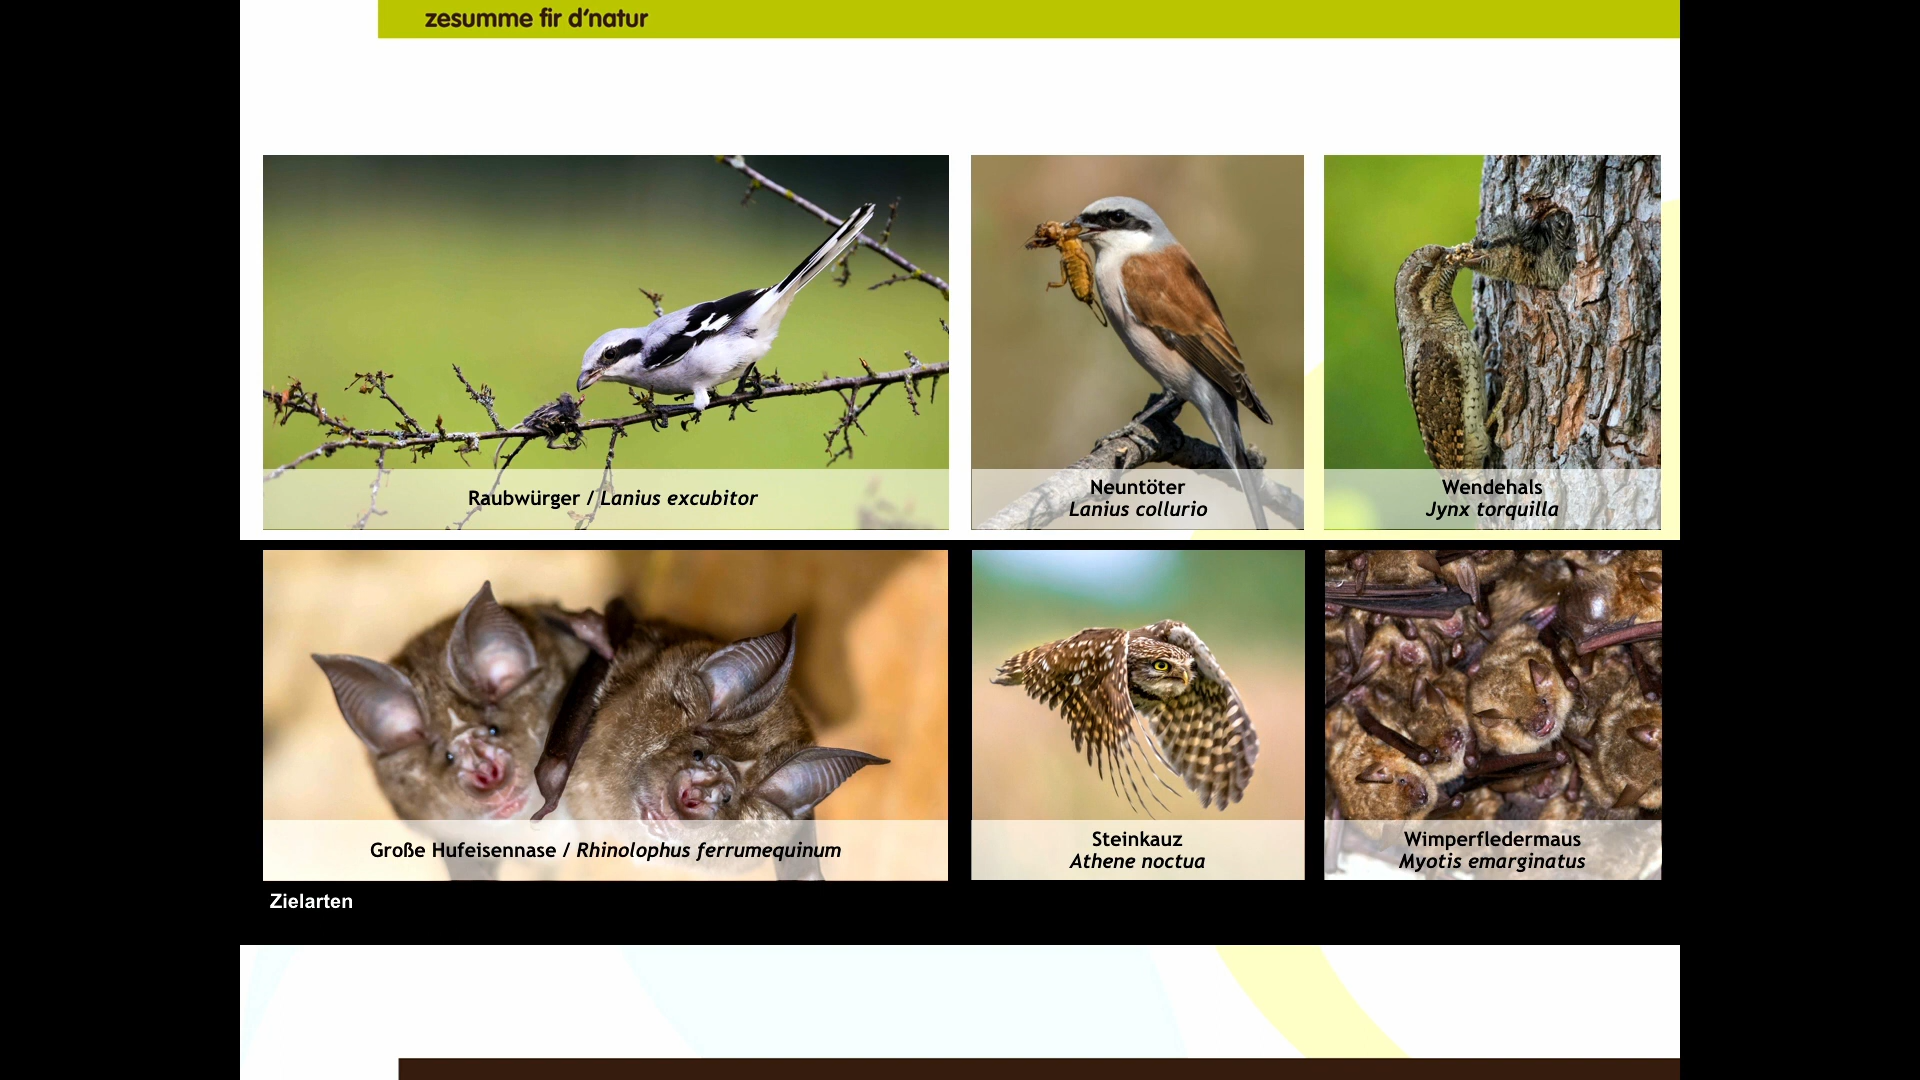 zesumme fir d'natur
Raubwürger / Lanius excubitor
Neuntöter
Lanius collurio
Wendehals
Jynx torquilla
Große Hufeisennase / Rhinolophus ferrumequinum
Steinkauz
Athene noctua
Wimperfledermaus
Myotis emarginatus
Zielarten